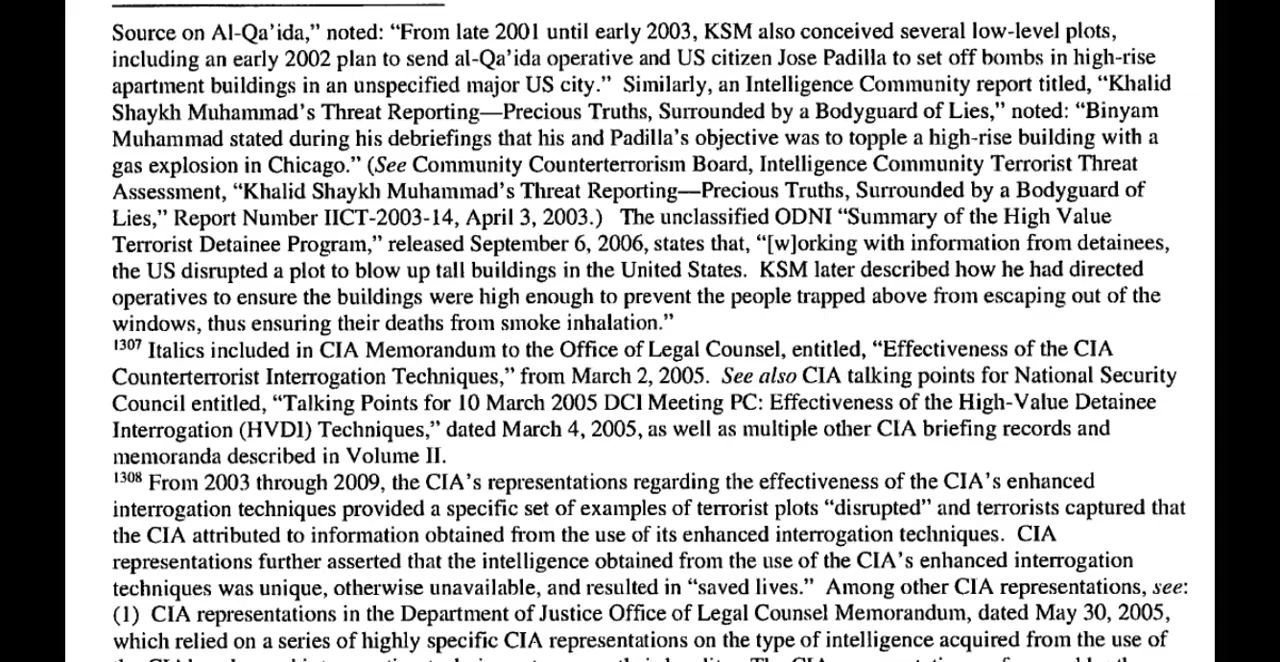 Source on Al-Qa’ida,” noted: “From late 2001 until early 2003, KSM also conceived several low-level plots,
including an early 2002 plan to send al-Qa’ida operative and US citizen Jose Padilla to set off bombs in high-rise
apartment buildings in an unspecified major US city.” Similarly, an Intelligence Community report titled, “Khalid
Shaykh Muhammad’s Threat Reporting—Precious Truths, Surrounded by a Bodyguard of Lies,” noted: “Binyam
Muhammad stated during his debriefings that his and Padilla’s objective was to topple a high-rise building with a
gas explosion in Chicago.” (See Community Counterterrorism Board, Intelligence Community Terrorist Threat
Assessment, “Khalid Shaykh Muhammad’s Threat Reporting—Precious Truths, Surrounded by a Bodyguard of
Lies,” Report Number IICT-2003-14, April 3, 2003.) The unclassified ODNI “Summary of the High Value
Terrorist Detainee Program,” released September 6, 2006, states that, “[w]orking with information from detainees,
the US disrupted a plot to blow up tall buildings in the United States. KSM later described how he had directed
operatives to ensure the buildings were high enough to prevent the people trapped above from escaping out of the
windows, thus ensuring their deaths from smoke inhalation.”
1307 Italics included in CIA Memorandum to the Office of Legal Counsel, entitled, “Effectiveness of the CIA
Counterterrorist Interrogation Techniques,” from March 2, 2005. See also CIA talking points for National Security
Council entitled, “Talking Points for 10 March 2005 DCI Meeting PC: Effectiveness of the High-Value Detainee
Interrogation (HVDI) Techniques,” dated March 4, 2005, as well as multiple other CIA briefing records and
memoranda described in Volume II.
1308 From 2003 through 2009, the CIA’s representations regarding the effectiveness of the CIA’s enhanced
interrogation techniques provided a specific set of examples of terrorist plots “disrupted” and terrorists captured that
the CIA attributed to information obtained from the use of its enhanced interrogation techniques. CIA
representations further asserted that the intelligence obtained from the use of the CIA’s enhanced interrogation
techniques was unique, otherwise unavailable, and resulted in “saved lives.” Among other CIA representations, see:
(1) CIA representations in the Department of Justice Office of Legal Counsel Memorandum, dated May 30, 2005,
which relied on a series of highly specific CIA representations on the type of intelligence acquired from the use of